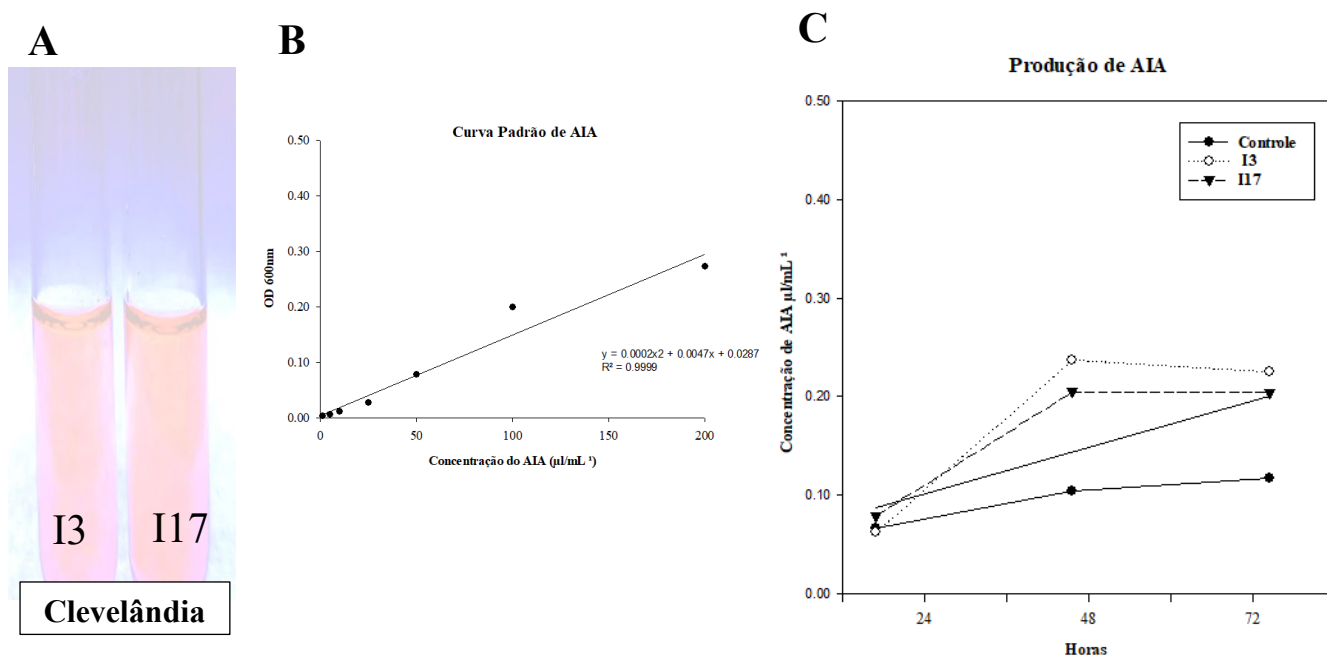 A
I3
I17
Clevelândia
B
Curva Padrão de AIA
0.50
0.40
0.30
0.20
0.10
0.00
OD 600nm
y = 0.0002x2 + 0.0047x + 0.0287
R² = 0.9999
0
50
100
150
200
Concentração do AIA (µl/mL ¹)
C
Produção de AIA
Controle
I3
I17
0.50
0.40
0.30
0.20
0.10
0.00
Concentração de AIA µl/mL ¹
24
48
72
Horas